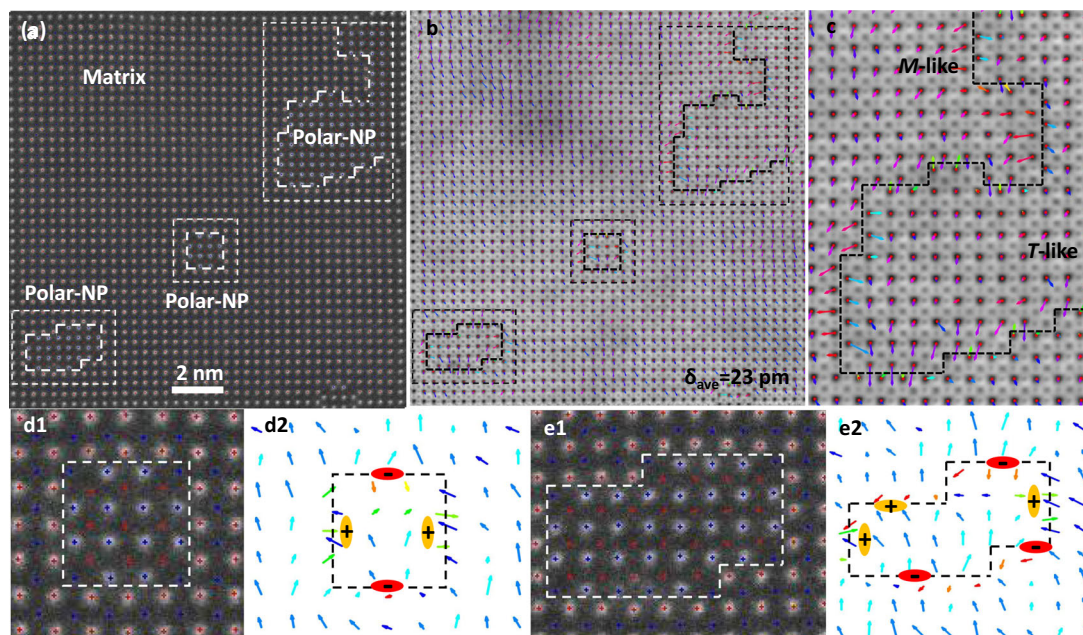 (a)
Matrix
Polar-NP
Polar-NP
Polar-NP
2 nm
b
δave=23 pm
c
M-like
T-like
d1
d2
-
+
+
-
e1
e2
-
+
+
+
-
-